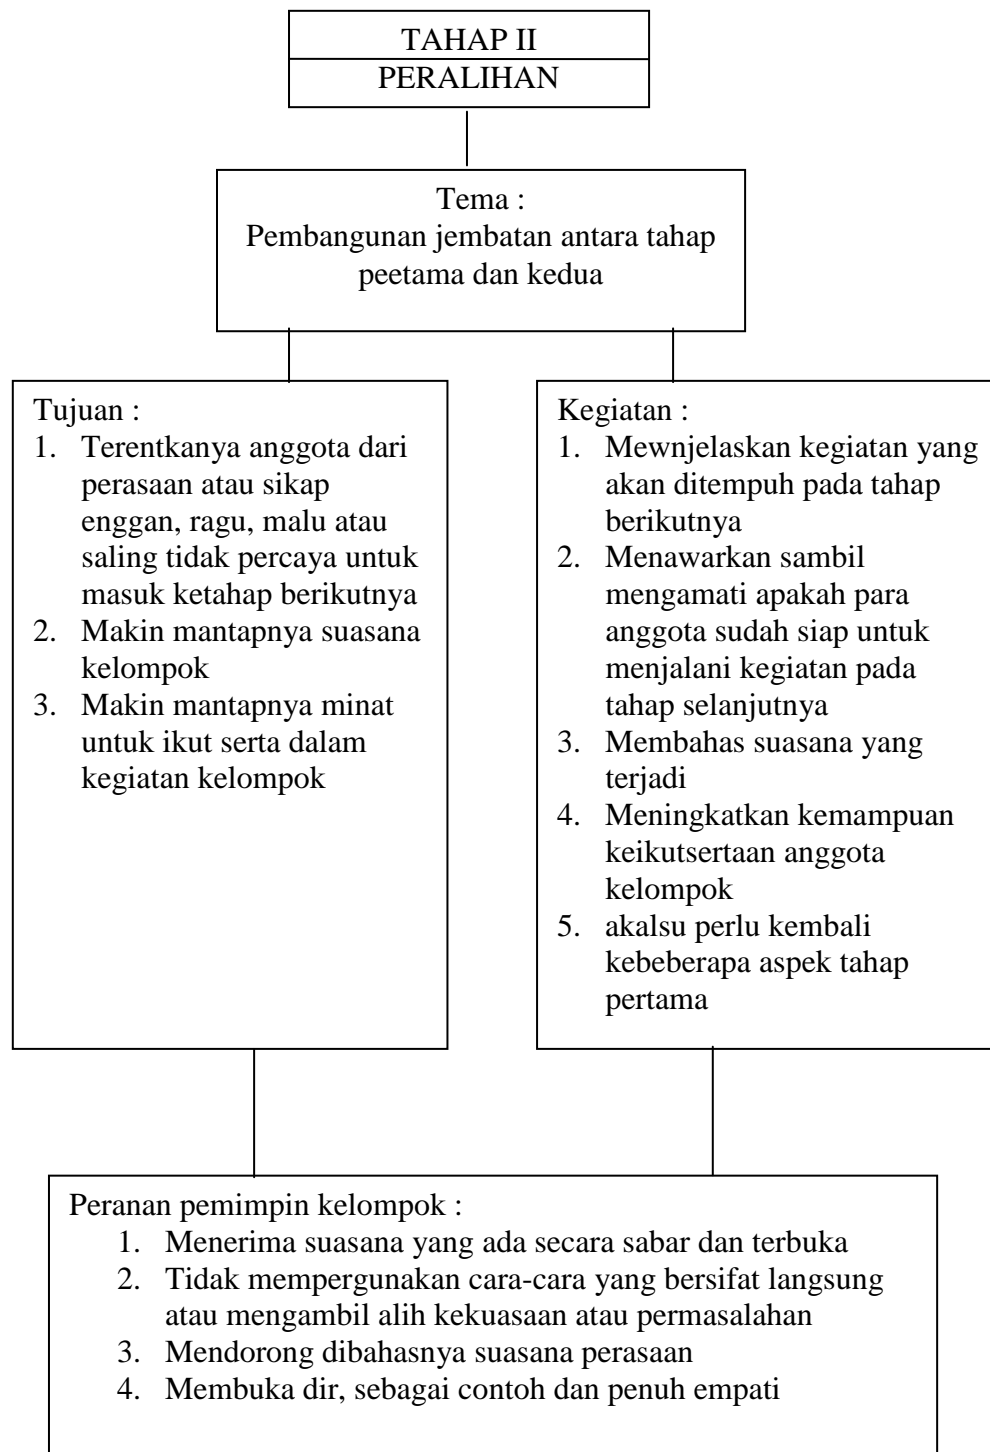 TAHAP II
PERALIHAN
Tema :
Pembangunan jembatan antara tahap
peetama dan kedua
Tujuan :
1. Terentkanya anggota dari
perasaan atau sikap
enggan, ragu, malu atau
saling tidak percaya untuk
masuk ketahap berikutnya
2. Makin mantapnya suasana
kelompok
3. Makin mantapnya minat
untuk ikut serta dalam
kegiatan kelompok
Kegiatan :
1. Mewnjelaskan kegiatan yang
akan ditempuh pada tahap
berikutnya
2. Menawarkan sambil
mengamati apakah para
anggota sudah siap untuk
menjalani kegiatan pada
tahap selanjutnya
3. Membahas suasana yang
terjadi
4. Meningkatkan kemampuan
keikutsertaan anggota
kelompok
5. akalsu perlu kembali
kebeberapa aspek tahap
pertama
Peranan pemimpin kelompok :
1. Menerima suasana yang ada secara sabar dan terbuka
2. Tidak mempergunakan cara-cara yang bersifat langsung
atau mengambil alih kekuasaan atau permasalahan
3. Mendorong dibahasnya suasana perasaan
4. Membuka dir, sebagai contoh dan penuh empati